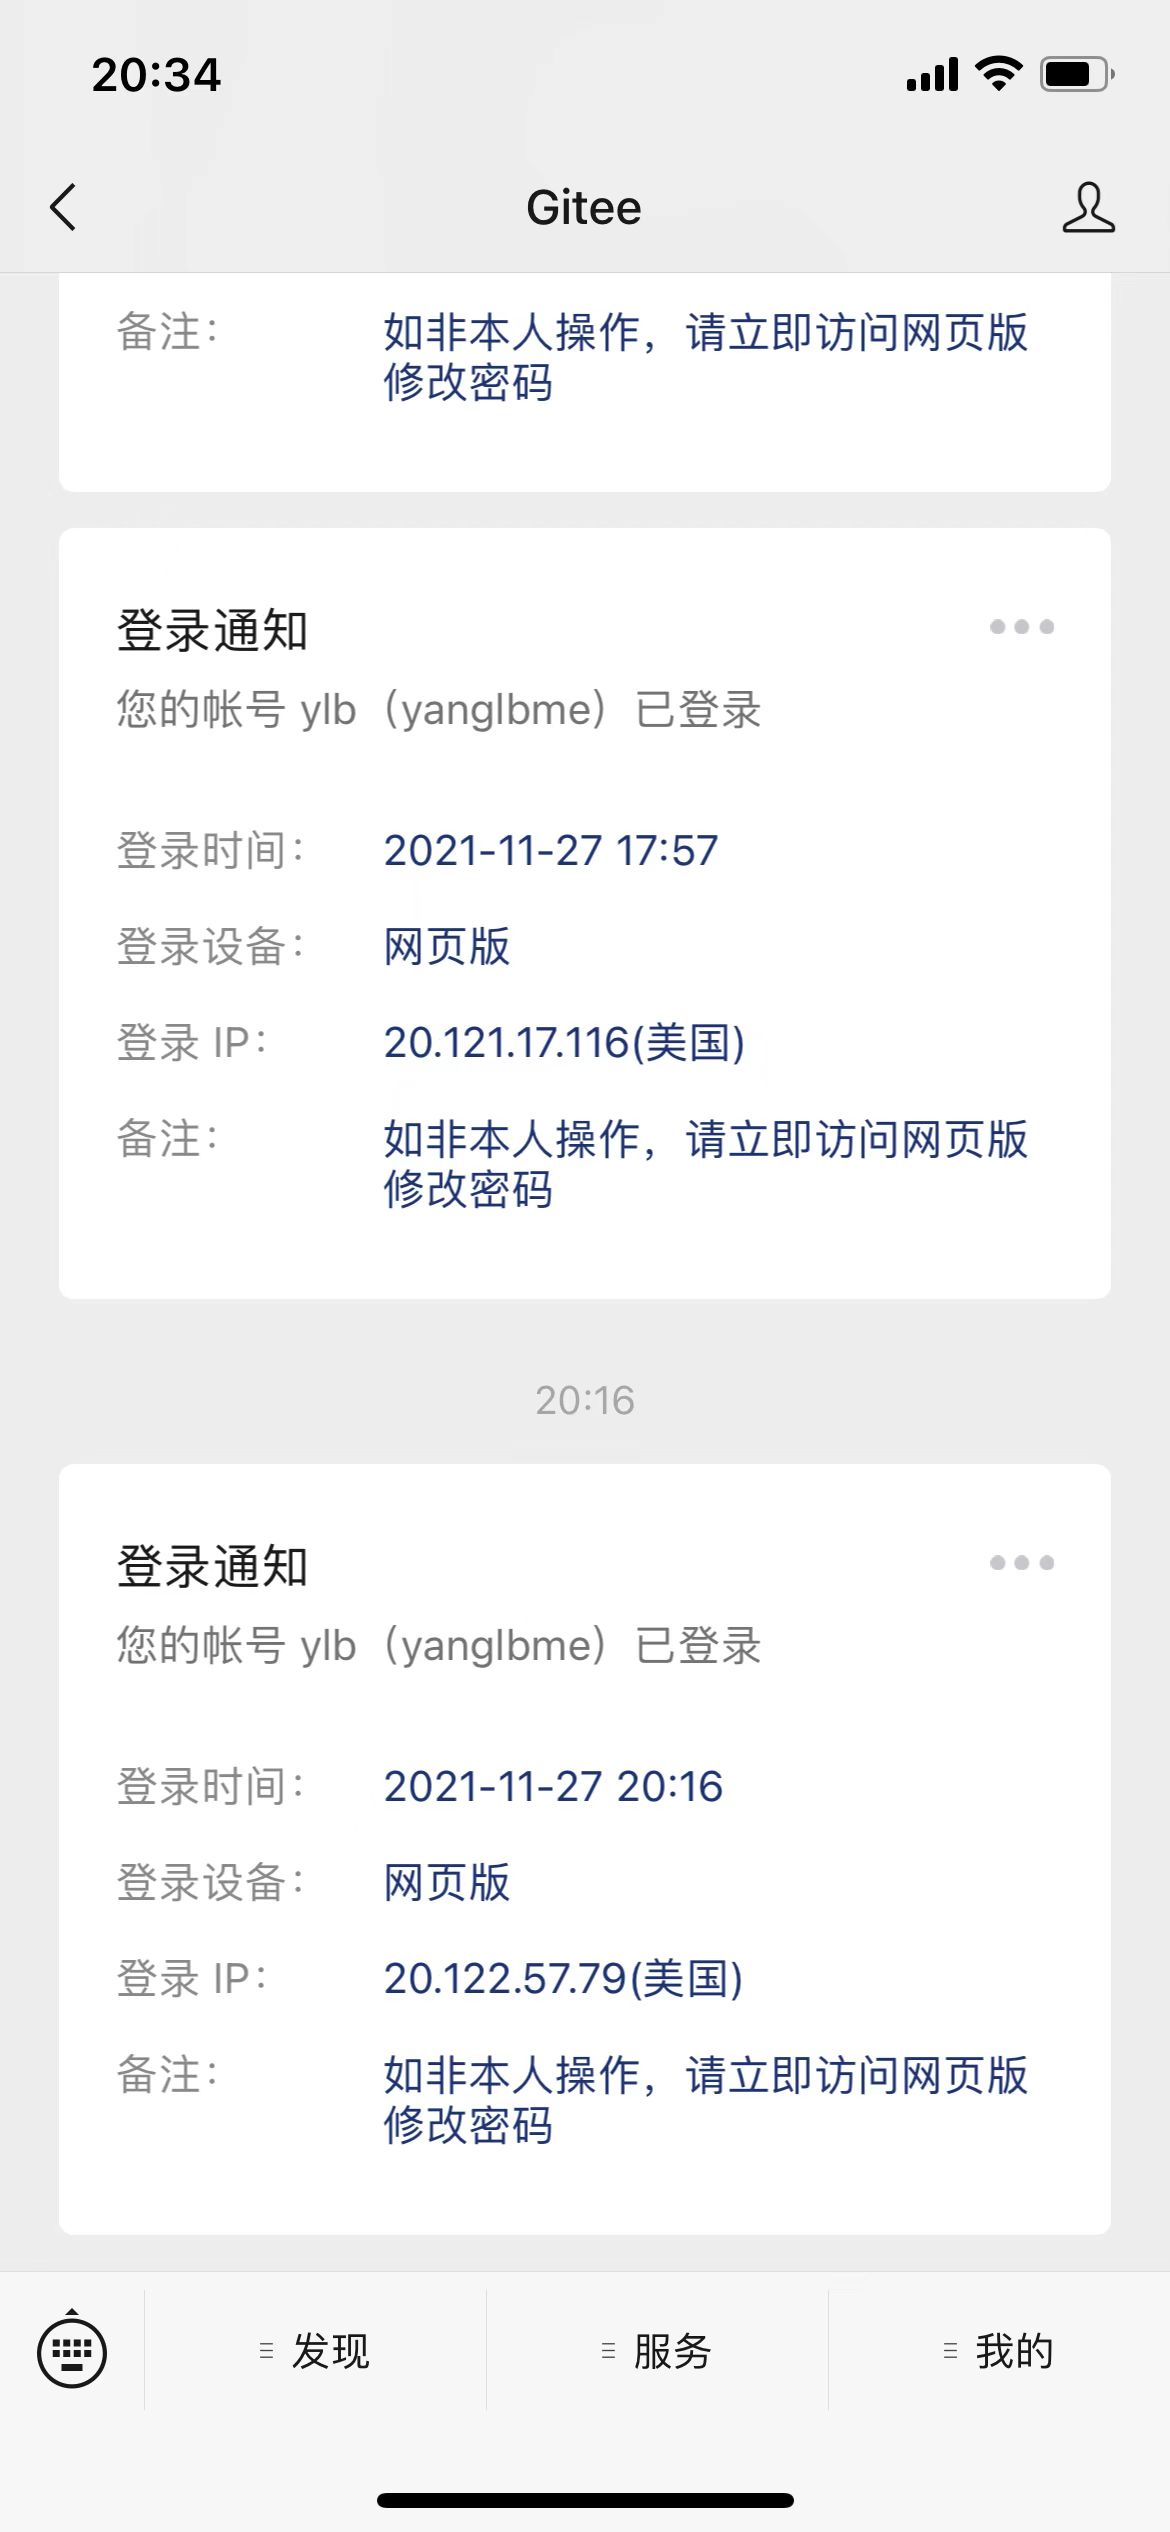 20:34
Gitee
备注： 如非本人操作，请立即访问网页版
修改密码
登录通知
您的帐号 ylb（yanglbme）已登录
登录时间： 2021-11-27 17:57
登录设备： 网页版
登录 IP： 20.121.17.116(美国)
备注： 如非本人操作，请立即访问网页版
修改密码
20:16
登录通知
您的帐号 ylb（yanglbme）已登录
登录时间： 2021-11-27 20:16
登录设备： 网页版
登录 IP： 20.122.57.79(美国)
备注： 如非本人操作，请立即访问网页版
修改密码
发现 服务 我的